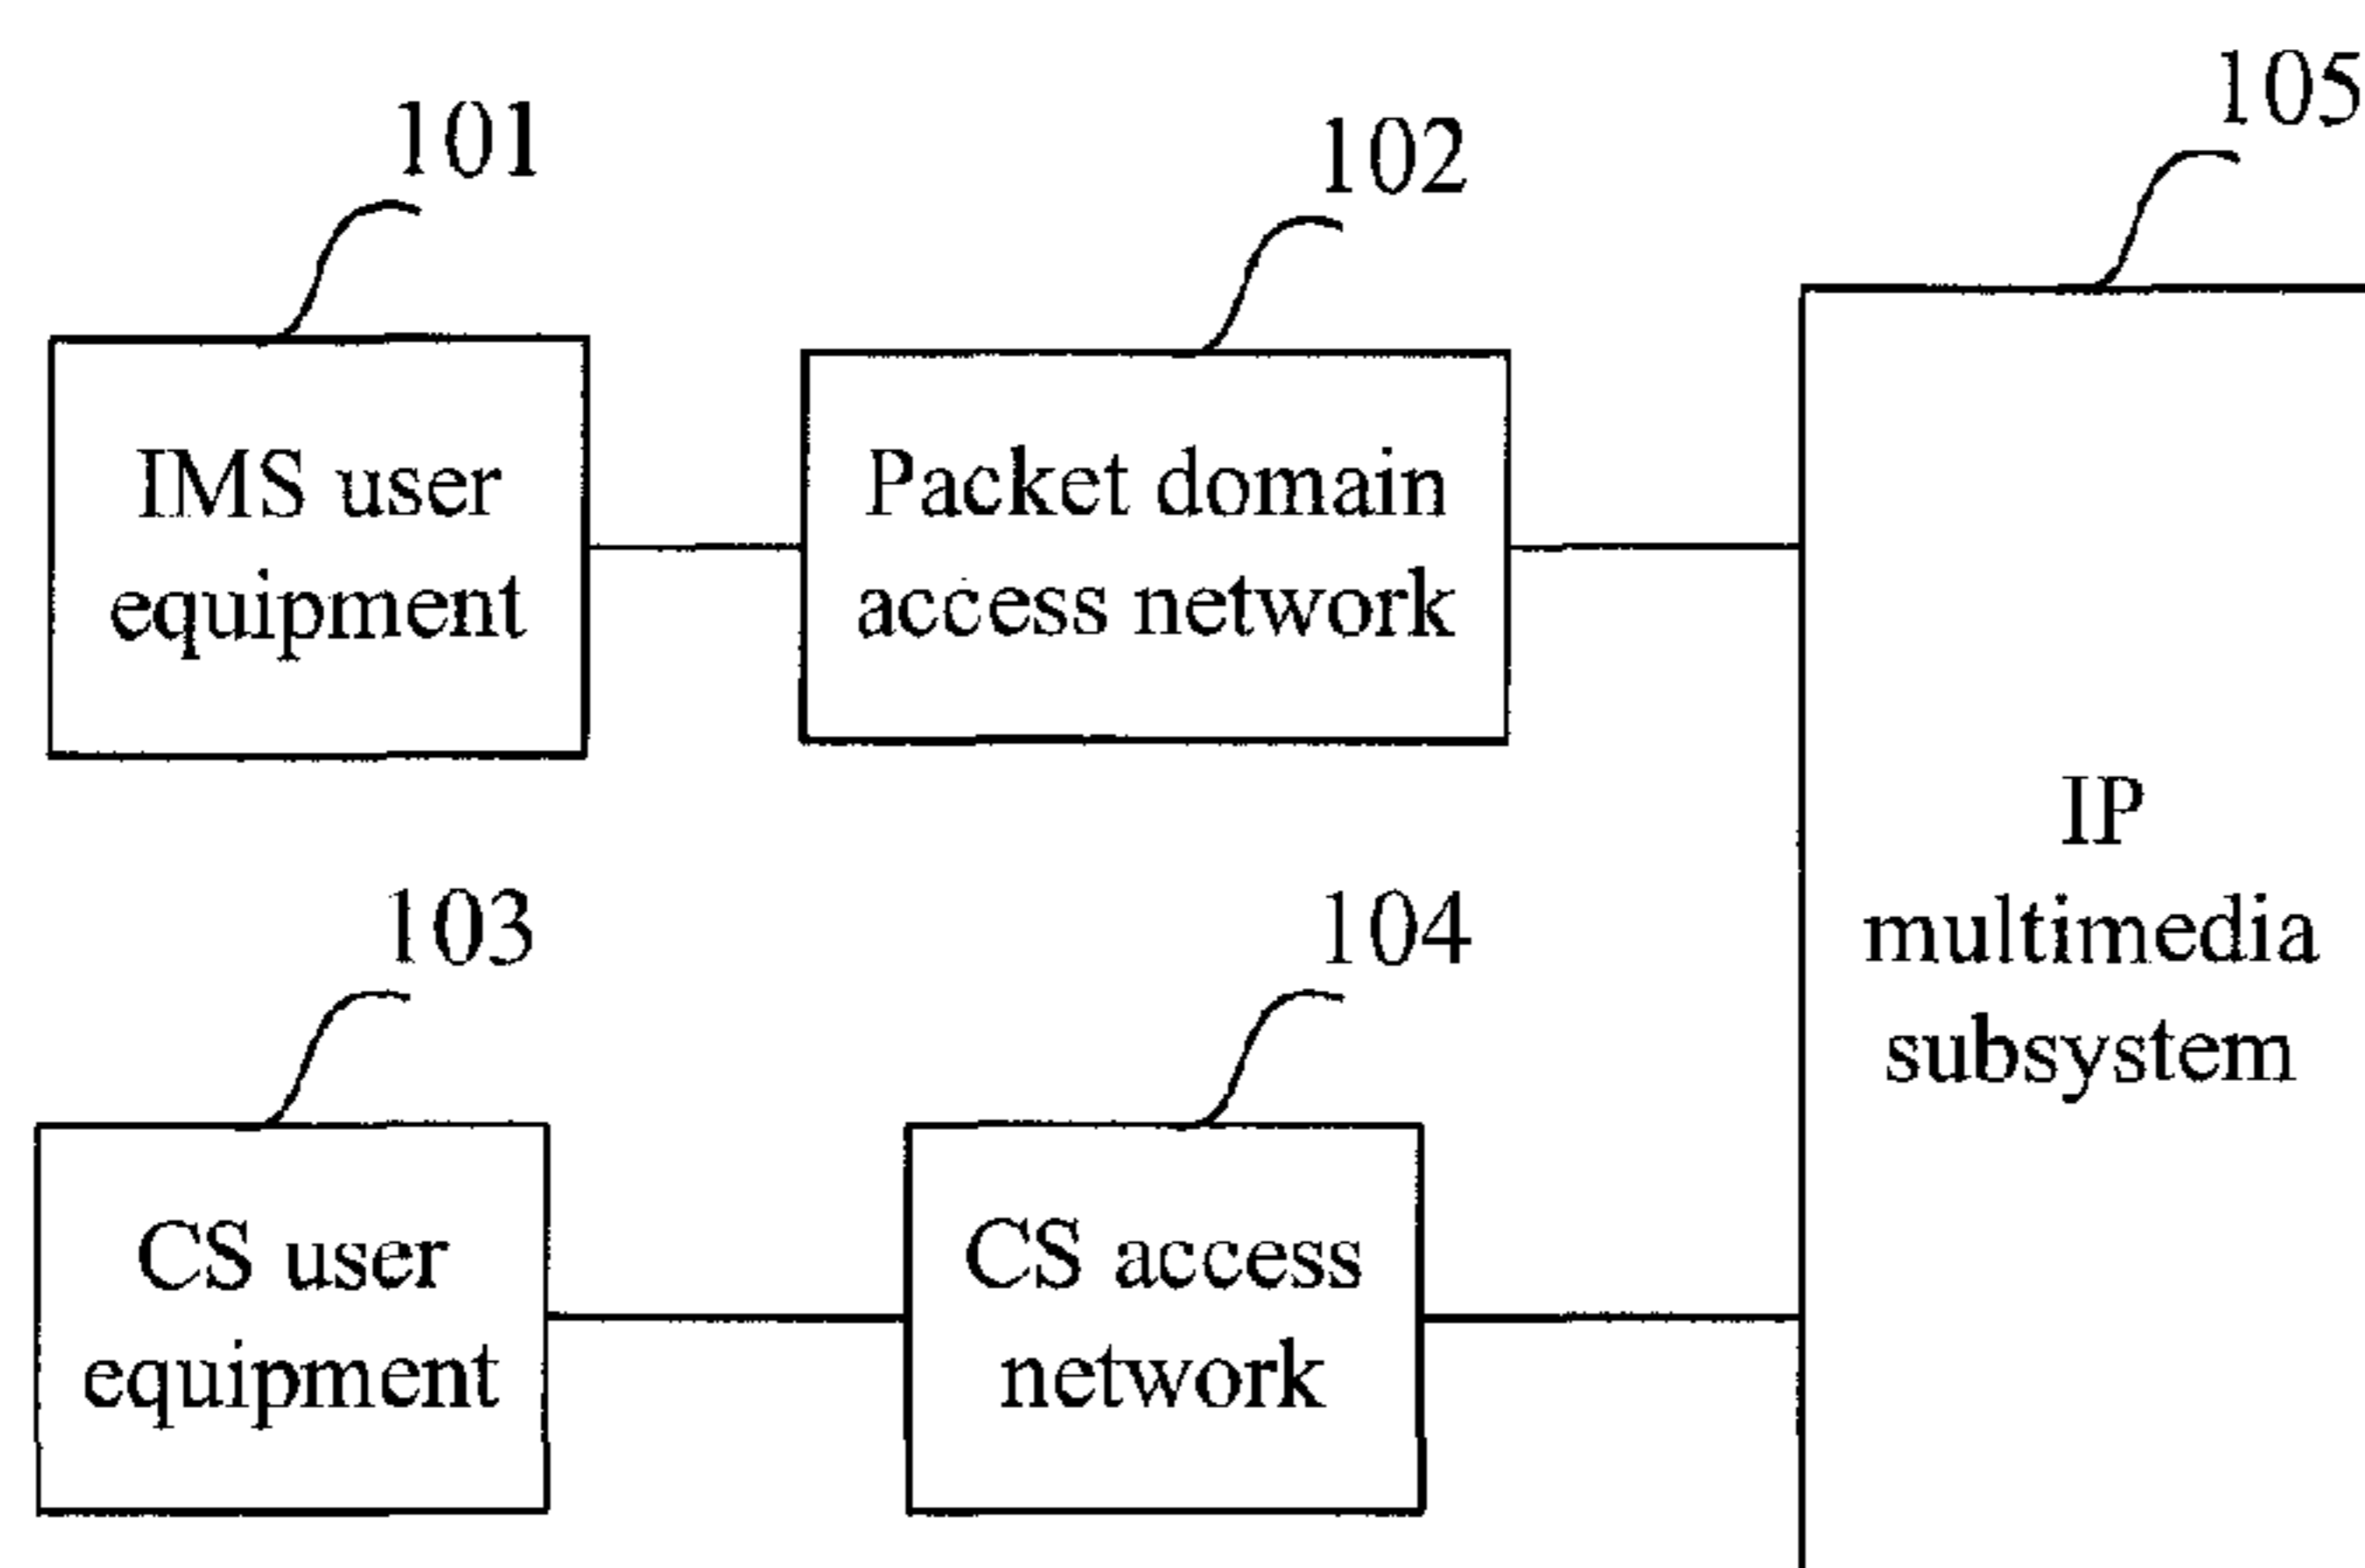 105
101
102
IMS user
equipment
Packet domain
access network
IP
multimedia
subsystem
103
104
CS user
equipment
CS access
network